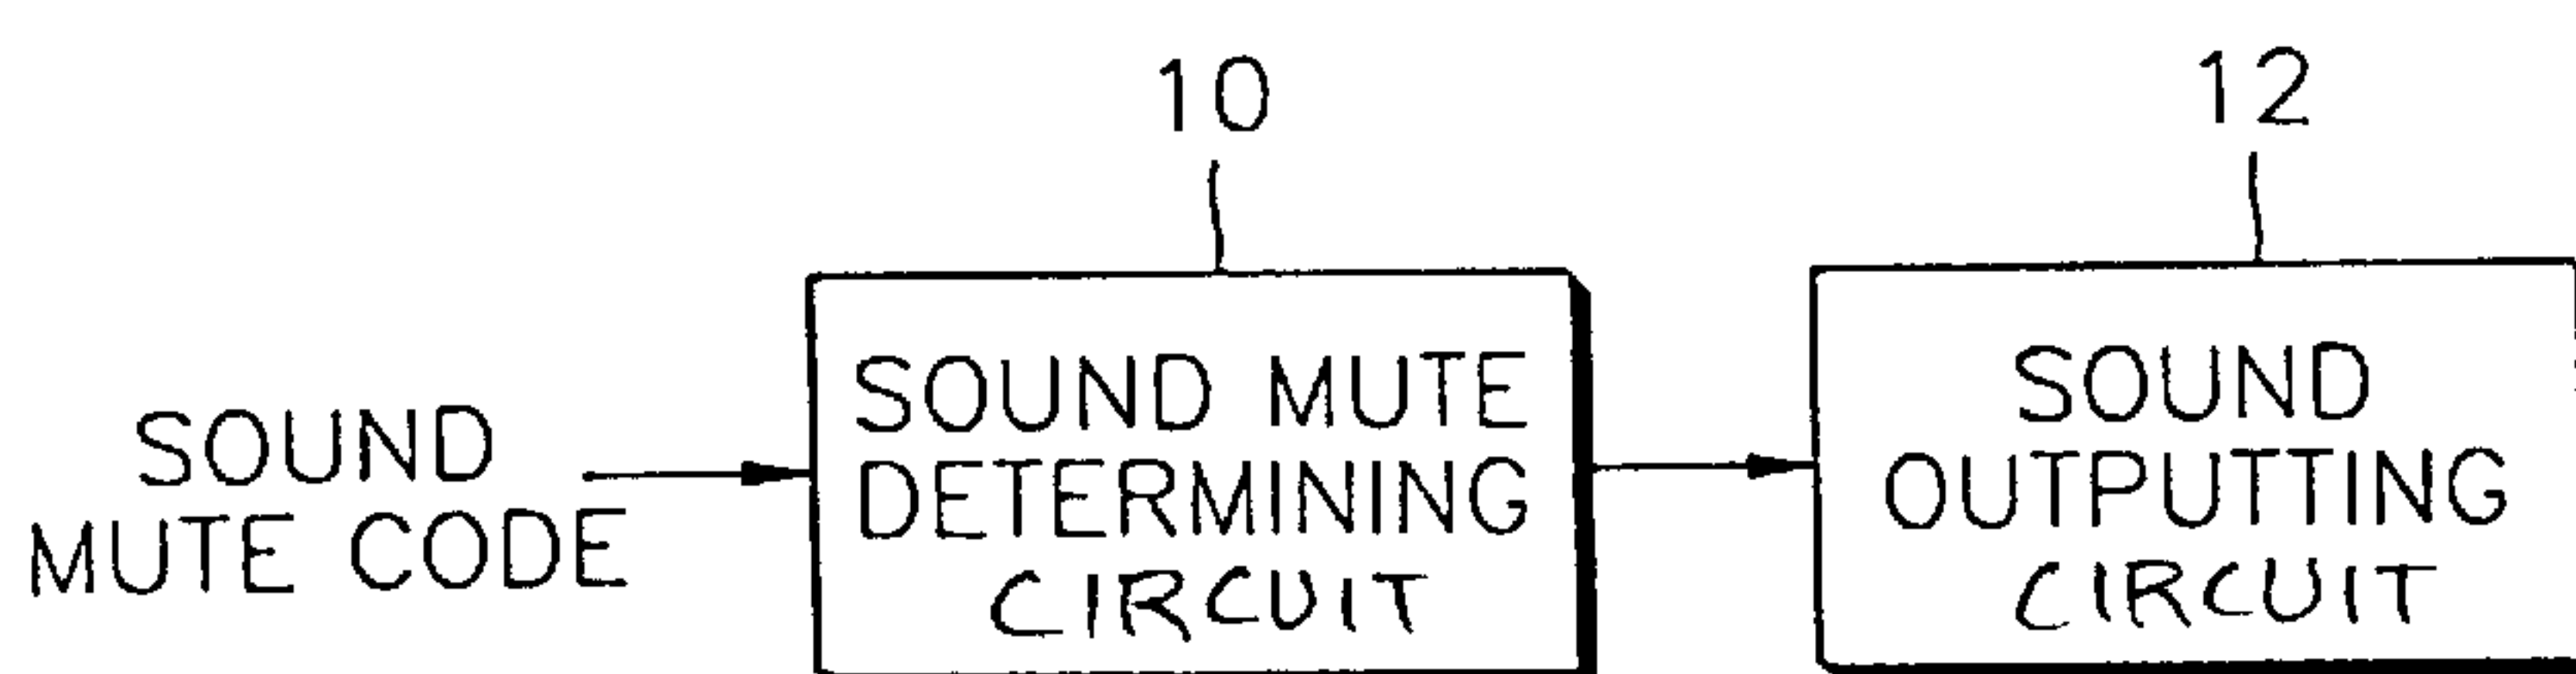 10
12
SOUND
MUTE CODE
SOUND MUTE
DETERMINING
CIRCUIT
SOUND
OUTPUTTING
CIRCUIT